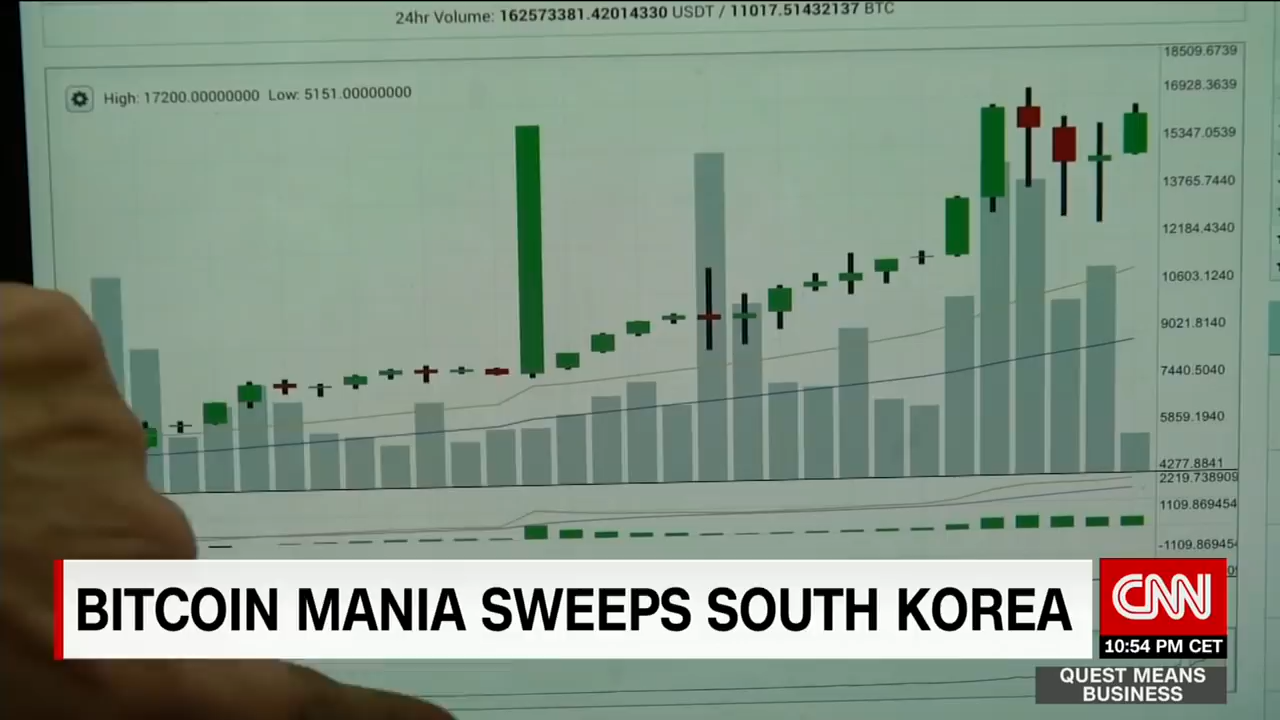 24hr Volume: 162573381.42014330 USDT / 11017.51432137 BTC
High: 17200.00000000 Low: 5151.00000000
18509.6739
16928.3639
15347.0539
13765.7440
12184.4340
10603.1240
9021.8140
7440.5040
5859.1940
4277.8841
2219.738909
1109.869454
-1109.869454
BITCOIN MANIA SWEEPS SOUTH KOREA
CNN
10:54 PM CET
QUEST MEANS
BUSINESS